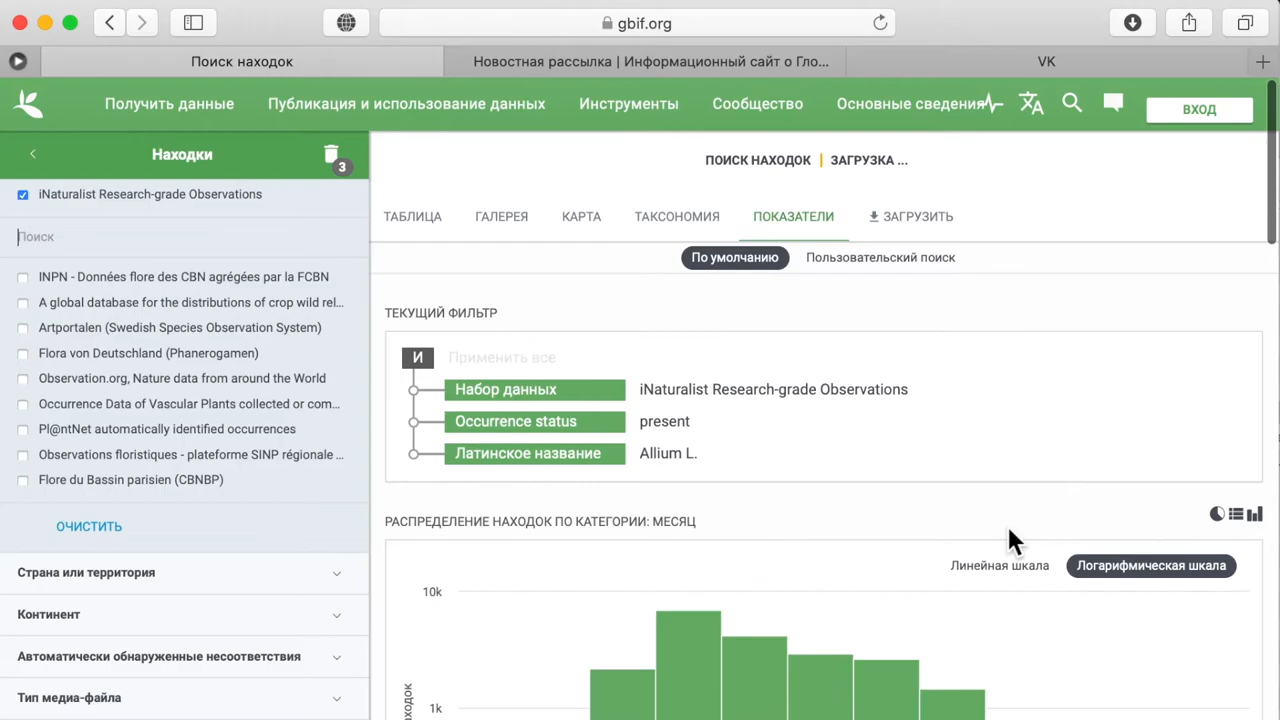 gbif.org
Поиск находок
Новостная рассылка | Информационный сайт о Гло...
VK
Получить данные
Публикация и использование данных
Инструменты
Сообщество
Основные сведения
ВХОД
Находки
3
iNaturalist Research-grade Observations
Поиск
INPN - Données flore des CBN agrégées par la FCBN
A global database for the distributions of crop wild rel...
Artportalen (Swedish Species Observation System)
Flora von Deutschland (Phanerogamen)
Observation.org, Nature data from around the World
Occurrence Data of Vascular Plants collected or com...
Pl@ntNet automatically identified occurrences
Observations floristiques - plateforme SINP régionale ...
Flore du Bassin parisien (CBNBP)
ОЧИСТИТЬ
Страна или территория
Континент
Автоматически обнаруженные несоответствия
Тип медиа-файла
ПОИСК НАХОДОК | ЗАГРУЗКА ...
ТАБЛИЦА
ГАЛЕРЕЯ
КАРТА
ТАКСОНОМИЯ
ПОКАЗАТЕЛИ
ЗАГРУЗИТЬ
По умолчанию
Пользовательский поиск
ТЕКУЩИЙ ФИЛЬТР
И
Применить все
Набор данных
iNaturalist Research-grade Observations
Occurrence status
present
Латинское название
Allium L.
РАСПРЕДЕЛЕНИЕ НАХОДОК ПО КАТЕГОРИИ: МЕСЯЦ
Линейная шкала
Логарифмическая шкала
10k
1k